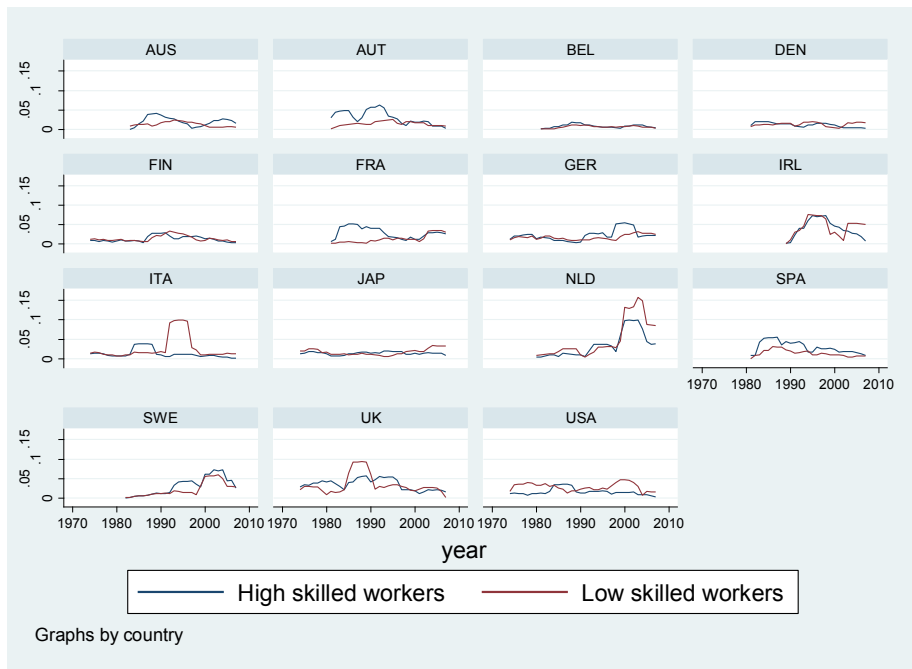 AUS AUT BEL DEN
0 .05 .1 .15
FIN FRA GER IRL
0 .05 .1 .15
ITA JAP NLD SPA
0 .05 .1 .15
1970 1980 1990 2000 2010
SWE UK USA
0 .05 .1 .15
1970 1980 1990 2000 2010 1970 1980 1990 2000 2010 1970 1980 1990 2000 2010
year
High skilled workers Low skilled workers
Graphs by country